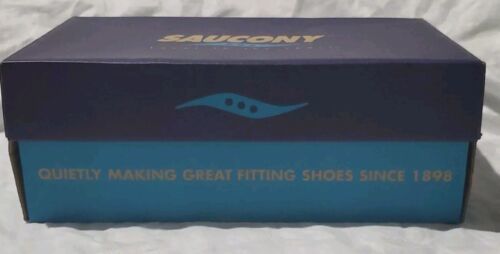 SAUCONY
QUIETLY MAKING GREAT FITTING SHOES SINCE 1898